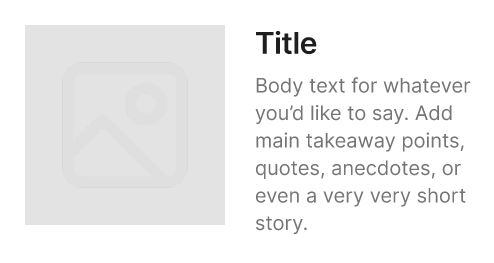 Title
Body text for whatever
you’d like to say. Add
main takeaway points,
quotes, anecdotes, or
even a very very short
story.